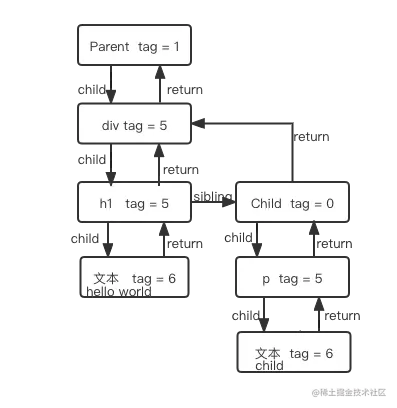 Parent tag = 1
child
return
div tag = 5
return
child
return
h1 tag = 5
sibling
Child tag = 0
child
return
child
return
文本 tag = 6
hello world
p tag = 5
child
return
文本 tag = 6
child
@稀土掘金技术社区